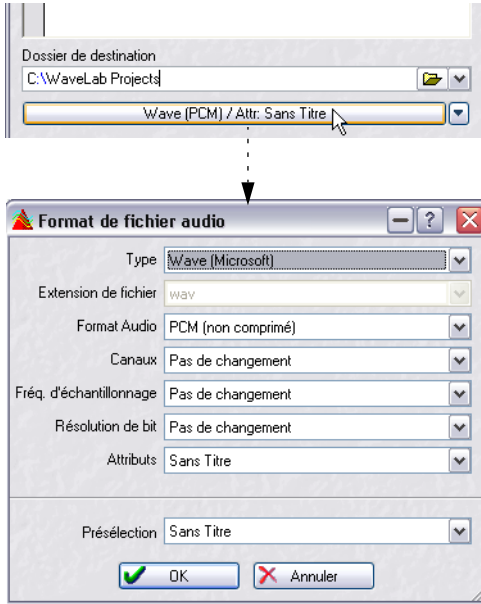 Dossier de destination
C:\WaveLab Projects
Wave (PCM) / Attr: Sans Titre
Format de fichier audio
Type Wave (Microsoft)
Extension de fichier wav
Format Audio PCM (non comprimé)
Canaux Pas de changement
Fréq. d'échantillonnage Pas de changement
Résolution de bit Pas de changement
Attributs Sans Titre
Présélection Sans Titre
OK Annuler